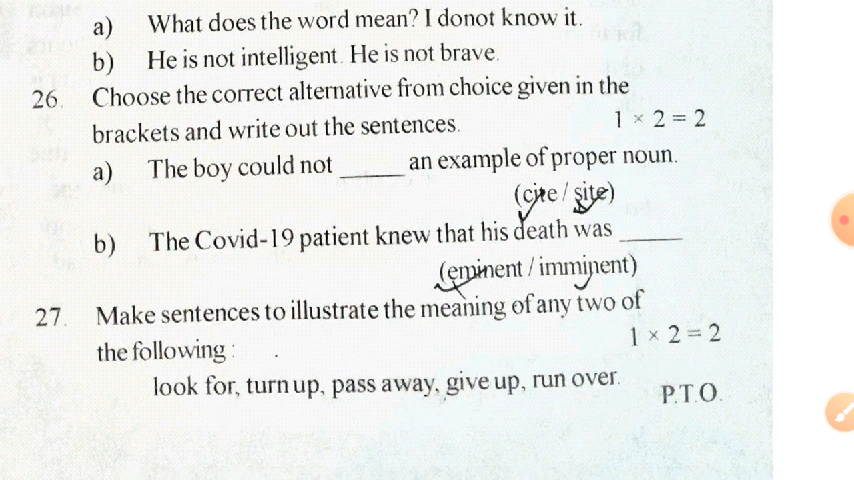 a) What does the word mean? I donot know it.
b) He is not intelligent. He is not brave.
26. Choose the correct alternative from choice given in the
brackets and write out the sentences.
1 × 2 = 2
a) The boy could not _____ an example of proper noun.
(cite / site)
b) The Covid-19 patient knew that his death was _____
(eminent / imminent)
27. Make sentences to illustrate the meaning of any two of
the following :
1 × 2 = 2
look for, turn up, pass away, give up, run over.
P.T.O.